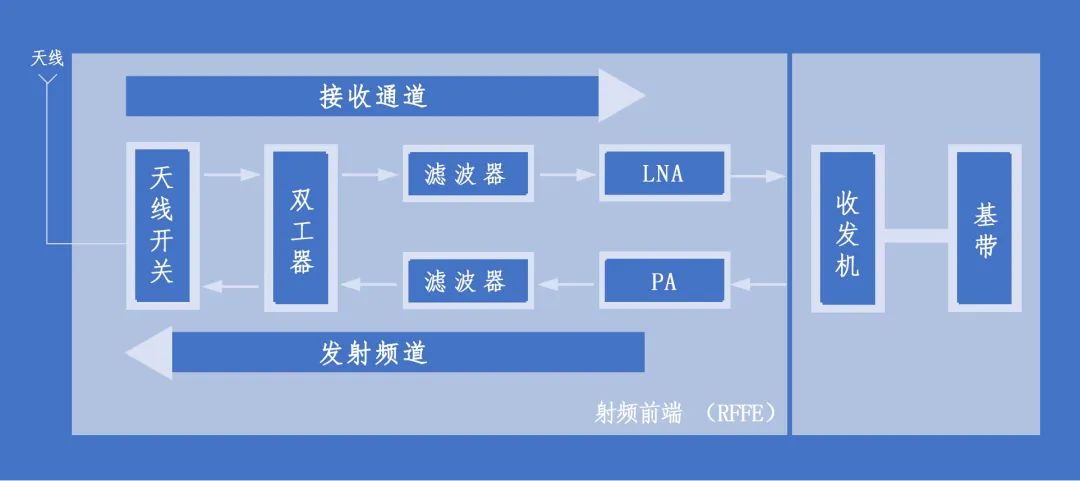 天线
接收通道
天线开关
双工器
滤波器
LNA
收发机
基带
滤波器
PA
发射频道
射频前端 （RFFE）